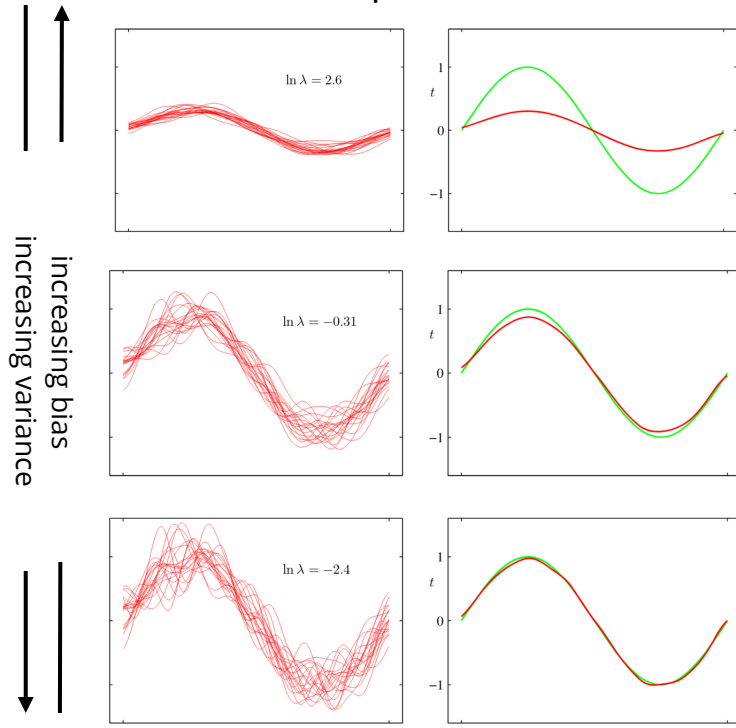 ln λ = 2.6
t
1
0
−1
increasing bias
increasing variance
ln λ = −0.31
t
1
0
−1
ln λ = −2.4
t
1
0
−1